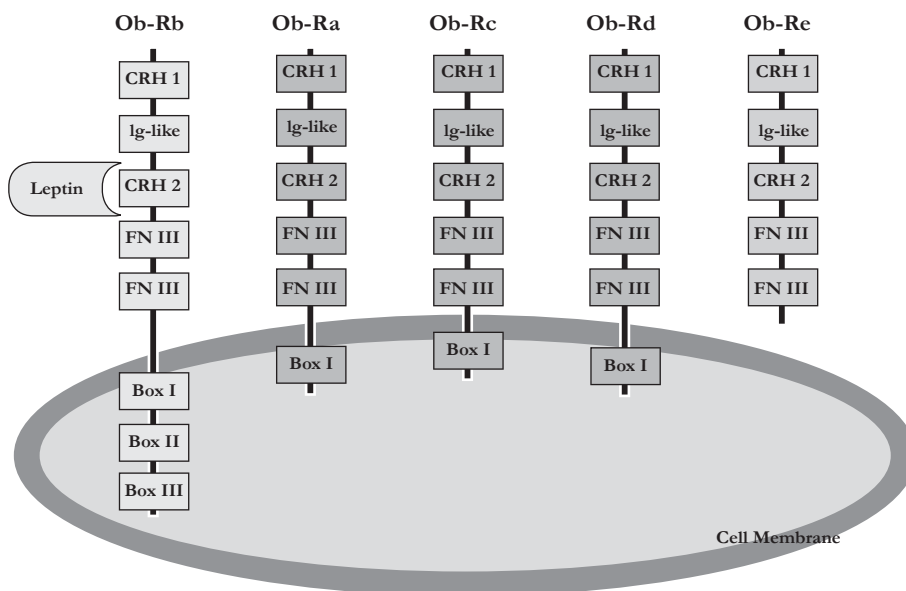 Ob-Rb Ob-Ra Ob-Rc Ob-Rd Ob-Re
CRH 1 CRH 1 CRH 1 CRH 1 CRH 1
lg-like lg-like lg-like lg-like lg-like
Leptin CRH 2 CRH 2 CRH 2 CRH 2 CRH 2
FN III FN III FN III FN III FN III
FN III FN III FN III FN III FN III
Box I Box I Box I Box I
Box II
Box III
Cell Membrane